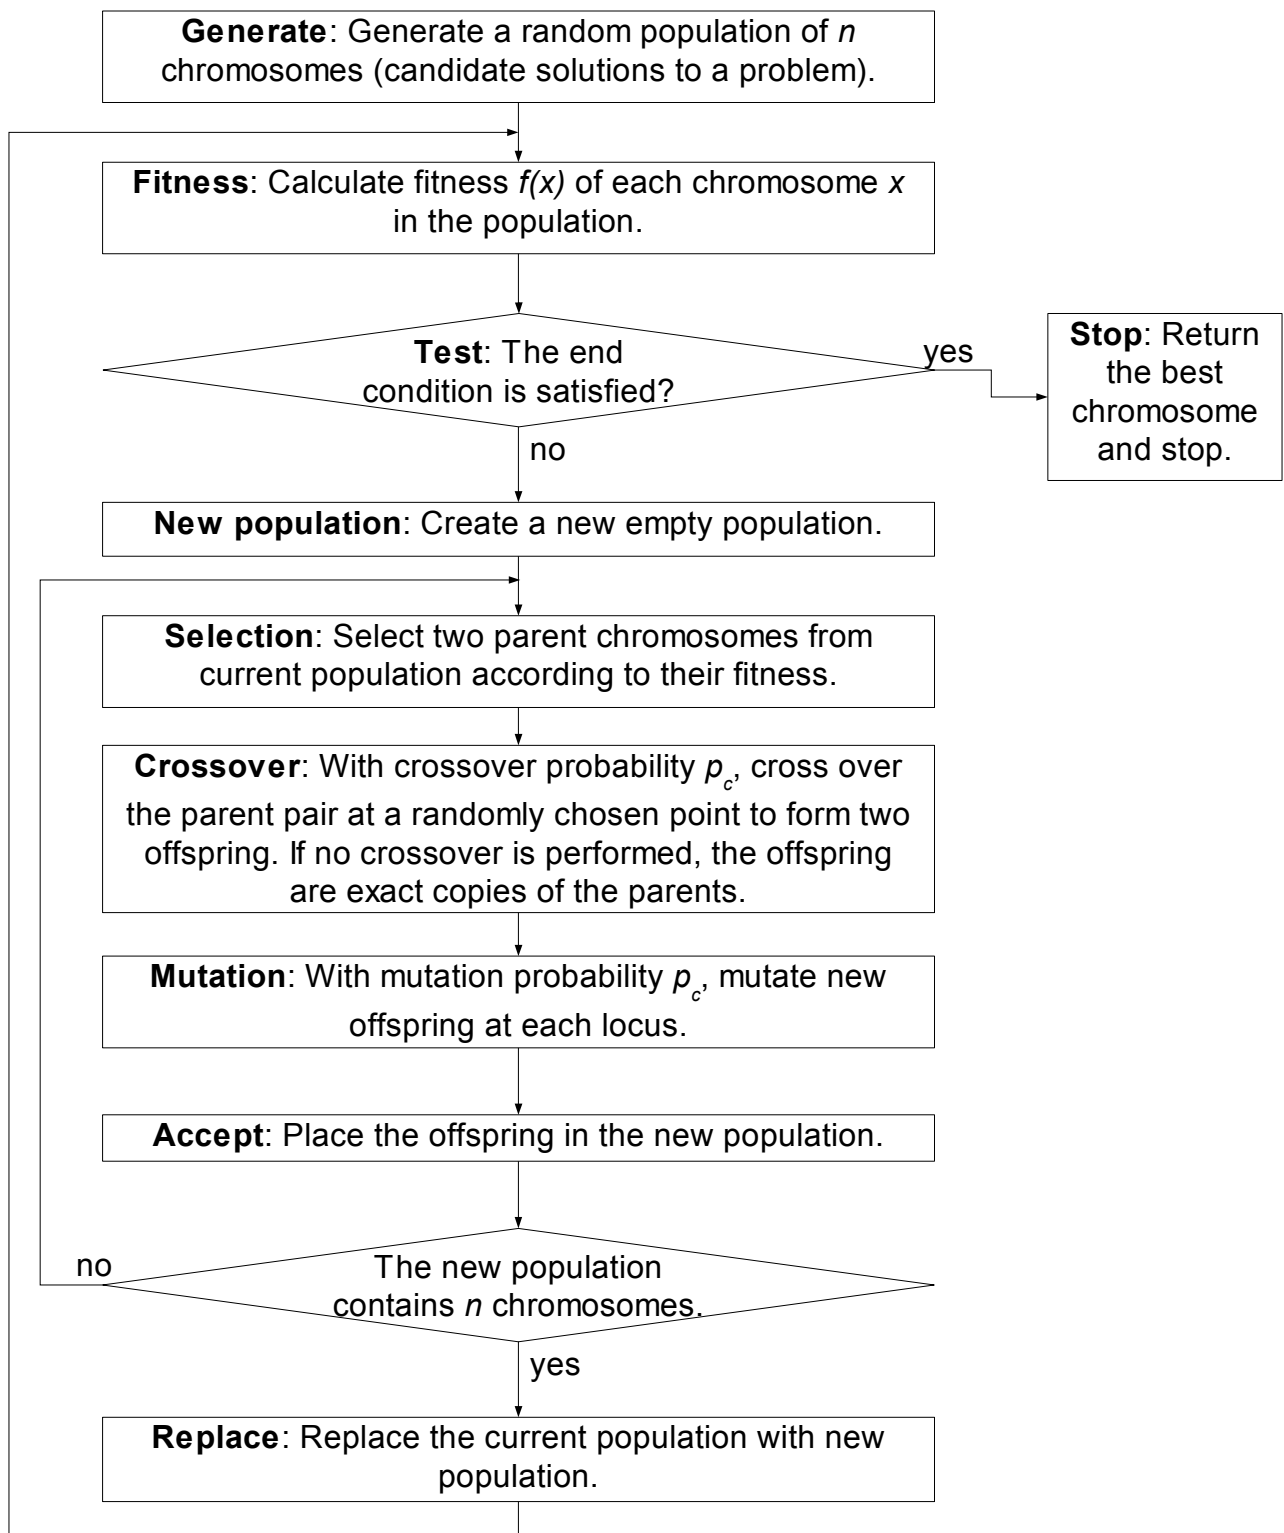 Generate: Generate a random population of n
chromosomes (candidate solutions to a problem).
Fitness: Calculate fitness f(x) of each chromosome x
in the population.
Test: The end
condition is satisfied?
yes
Stop: Return
the best
chromosome
and stop.
no
New population: Create a new empty population.
Selection: Select two parent chromosomes from
current population according to their fitness.
Crossover: With crossover probability p_c, cross over
the parent pair at a randomly chosen point to form two
offspring. If no crossover is performed, the offspring
are exact copies of the parents.
Mutation: With mutation probability p_c, mutate new
offspring at each locus.
Accept: Place the offspring in the new population.
no
The new population
contains n chromosomes.
yes
Replace: Replace the current population with new
population.